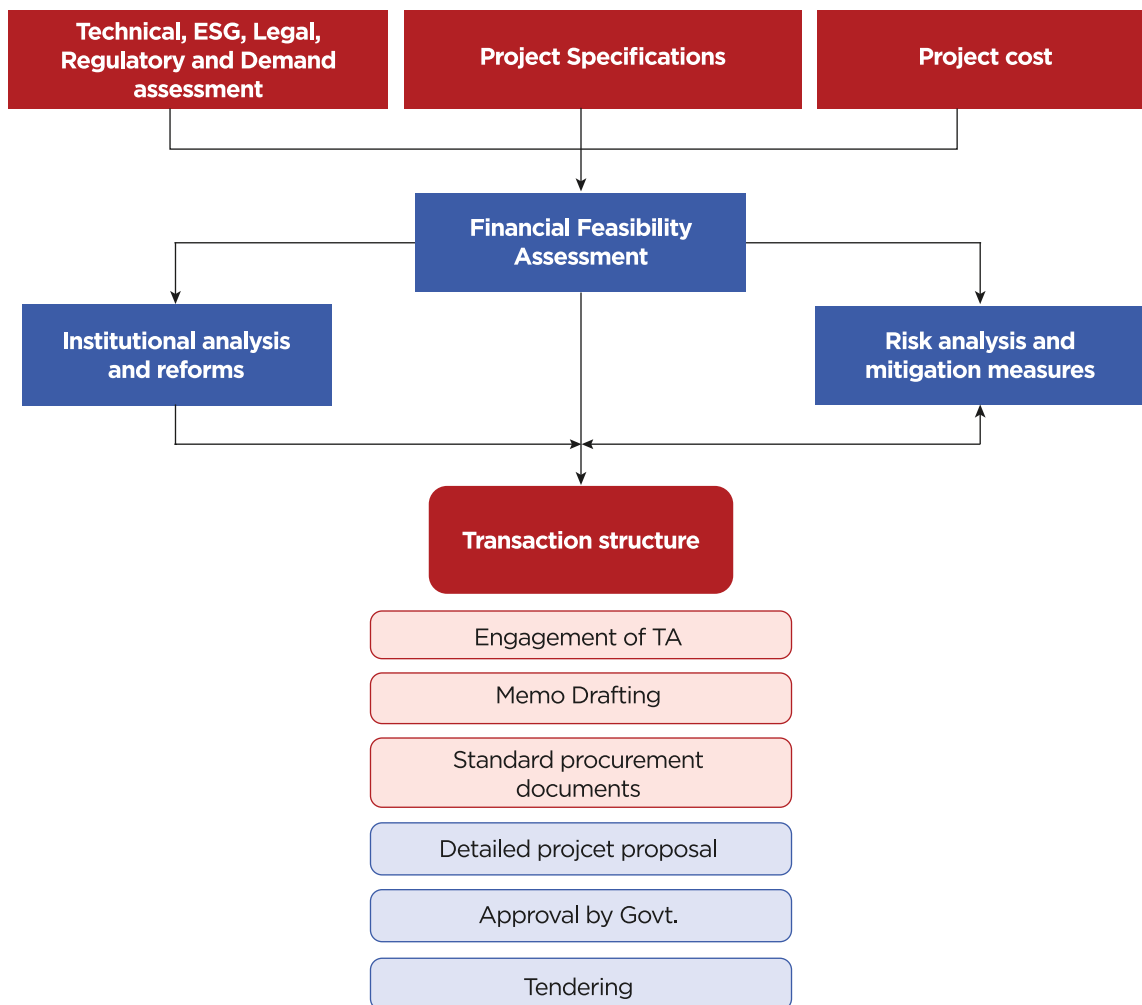 Technical, ESG, Legal,
Regulatory and Demand
assessment
Project Specifications
Project cost
Financial Feasibility
Assessment
Institutional analysis
and reforms
Risk analysis and
mitigation measures
Transaction structure
Engagement of TA
Memo Drafting
Standard procurement
documents
Detailed projcet proposal
Approval by Govt.
Tendering